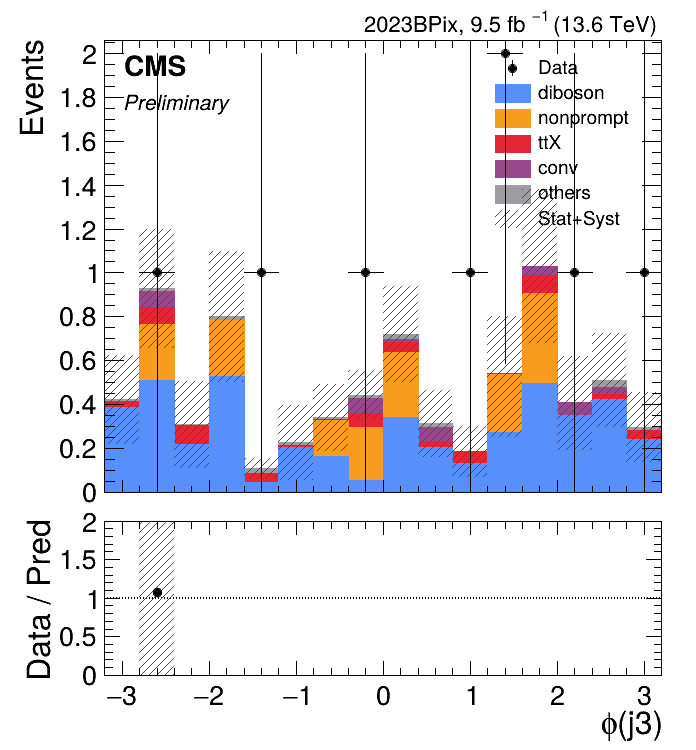 2023BPix, 9.5 fb⁻¹ (13.6 TeV)
CMS
Preliminary
Events
2
1.8
1.6
1.4
1.2
1
0.8
0.6
0.4
0.2
0
Data
diboson
nonprompt
ttX
conv
others
Stat+Syst
Data / Pred
2
1.5
1
0.5
0
−3 −2 −1 0 1 2 3
ϕ(j3)